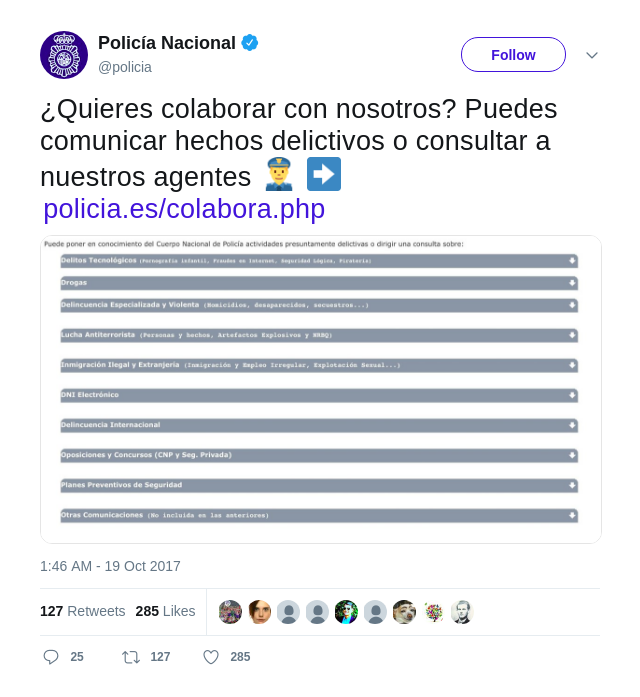 Policía Nacional
@policia
Follow
¿Quieres colaborar con nosotros? Puedes
comunicar hechos delictivos o consultar a
nuestros agentes
policia.es/colabora.php
Puede poner en conocimiento del Cuerpo Nacional de Policía actividades presuntamente delictivas o dirigir una consulta sobre:
Delitos Tecnológicos (Pornografía infantil, Fraudes en Internet, Seguridad Lógica, Piratería)
Drogas
Delincuencia Especializada y Violenta (Homicidios, desaparecidos, secuestros...)
Lucha Antiterrorista (Personas y hechos, Artefactos Explosivos y NRBQ)
Inmigración Ilegal y Extranjería (Inmigración y Empleo Irregular, Explotación Sexual...)
DNI Electrónico
Delincuencia Internacional
Oposiciones y Concursos (CNP y Seg. Privada)
Planes Preventivos de Seguridad
Otras Comunicaciones (No incluida en las anteriores)
1:46 AM - 19 Oct 2017
127 Retweets 285 Likes
25 127 285